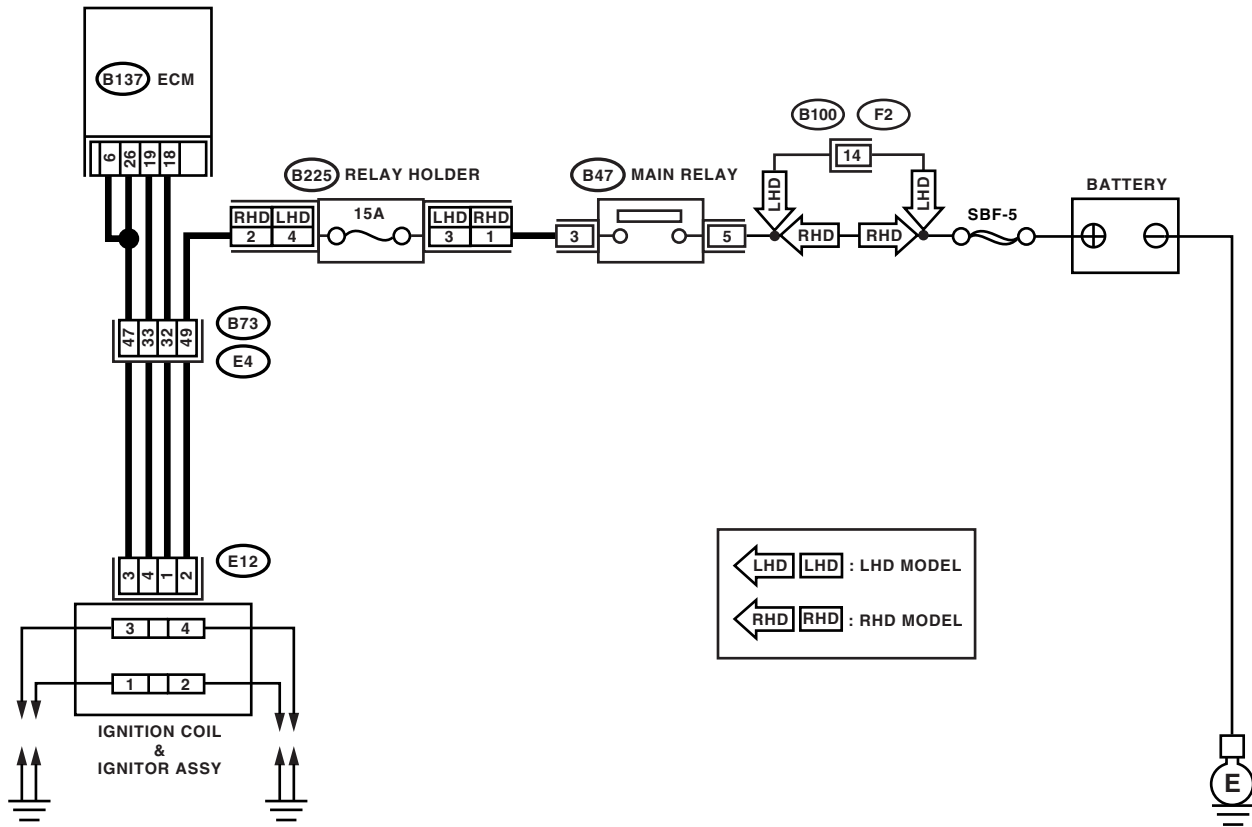 B137 ECM
6 26 19 18
B100 F2
14
B225 RELAY HOLDER
B47 MAIN RELAY
BATTERY
RHD LHD
2 4
15A
LHD RHD
3 1
3
5
LHD
RHD RHD
LHD
SBF-5
47 33 32 49
B73
E4
3 4 1 2
E12
3 4
1 2
IGNITION COIL
&
IGNITOR ASSY
LHD LHD : LHD MODEL
RHD RHD : RHD MODEL
E